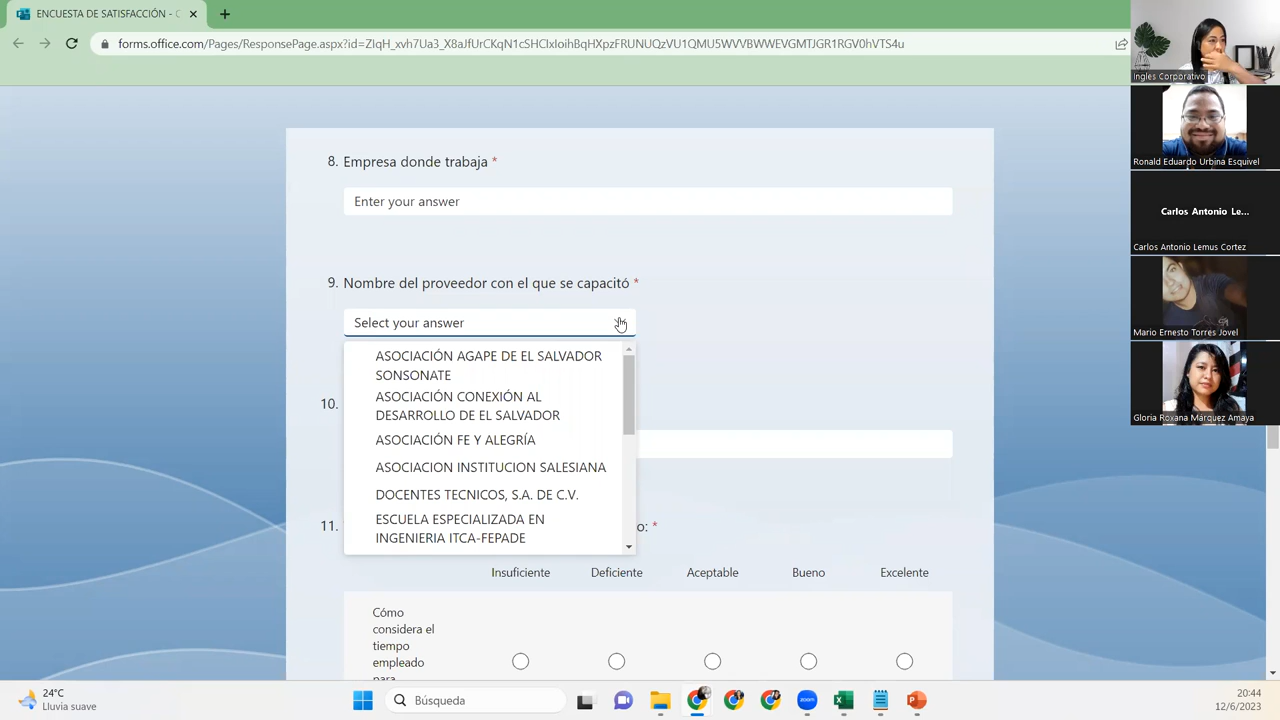 ENCUESTA DE SATISFACCIÓN - C
forms.office.com/Pages/ResponsePage.aspx?id=ZIqH_xvh7Ua3_X8aJfUrCKqN1cSHCIxIoihBqHXpzFRUNUQzVU1QMU5WVVBWWEVGMTJGR1RGV0hVTS4u
Ingles Corporativo
Ronald Eduardo Urbina Esquivel
Carlos Antonio Le...
Carlos Antonio Lemus Cortez
Mario Ernesto Torres Jovel
Gloria Roxana Marquez Amaya
8. Empresa donde trabaja *
Enter your answer
9. Nombre del proveedor con el que se capacitó *
Select your answer
ASOCIACIÓN AGAPE DE EL SALVADOR
SONSONATE
ASOCIACIÓN CONEXIÓN AL
DESARROLLO DE EL SALVADOR
ASOCIACIÓN FE Y ALEGRÍA
ASOCIACION INSTITUCION SALESIANA
DOCENTES TECNICOS, S.A. DE C.V.
ESCUELA ESPECIALIZADA EN
INGENIERIA ITCA-FEPADE
10.
11. o: *
Insuficiente Deficiente Aceptable Bueno Excelente
Cómo
considera el
tiempo
empleado
para
24°C
Lluvia suave
Búsqueda
20:44
12/6/2023